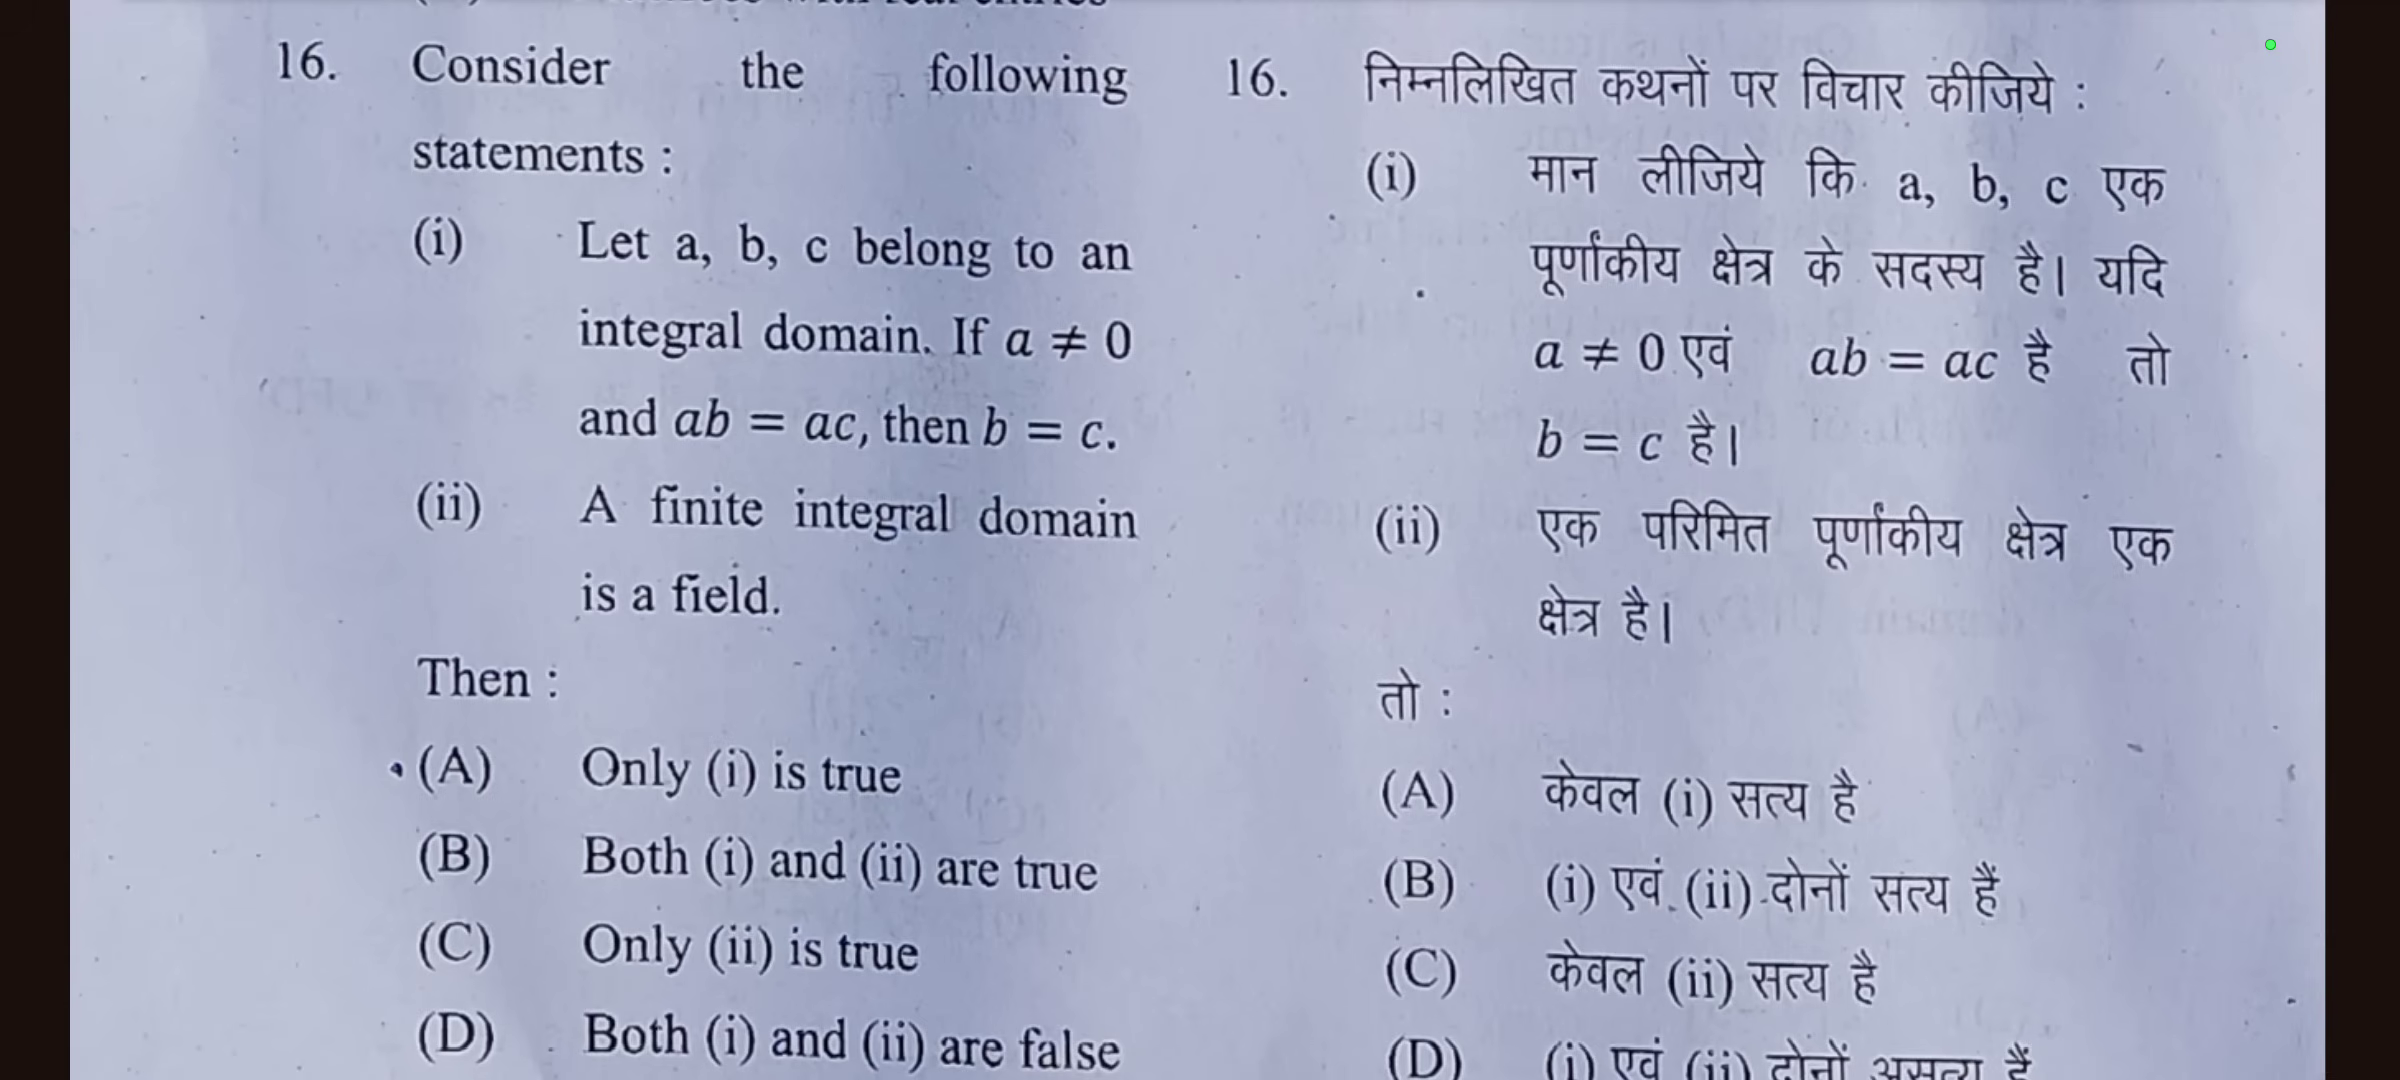 16. Consider the following
statements :
(i) Let a, b, c belong to an
integral domain. If a ≠ 0
and ab = ac, then b = c.
(ii) A finite integral domain
is a field.
Then :
(A) Only (i) is true
(B) Both (i) and (ii) are true
(C) Only (ii) is true
(D) Both (i) and (ii) are false
16. निम्नलिखित कथनों पर विचार कीजिये :
(i) मान लीजिये कि a, b, c एक
पूर्णांकीय क्षेत्र के सदस्य है। यदि
a ≠ 0 एवं ab = ac है तो
b = c है।
(ii) एक परिमित पूर्णांकीय क्षेत्र एक
क्षेत्र है।
तो :
(A) केवल (i) सत्य है
(B) (i) एवं (ii) दोनों सत्य हैं
(C) केवल (ii) सत्य है
(D) (i) एवं (ii) दोनों असत्य हैं